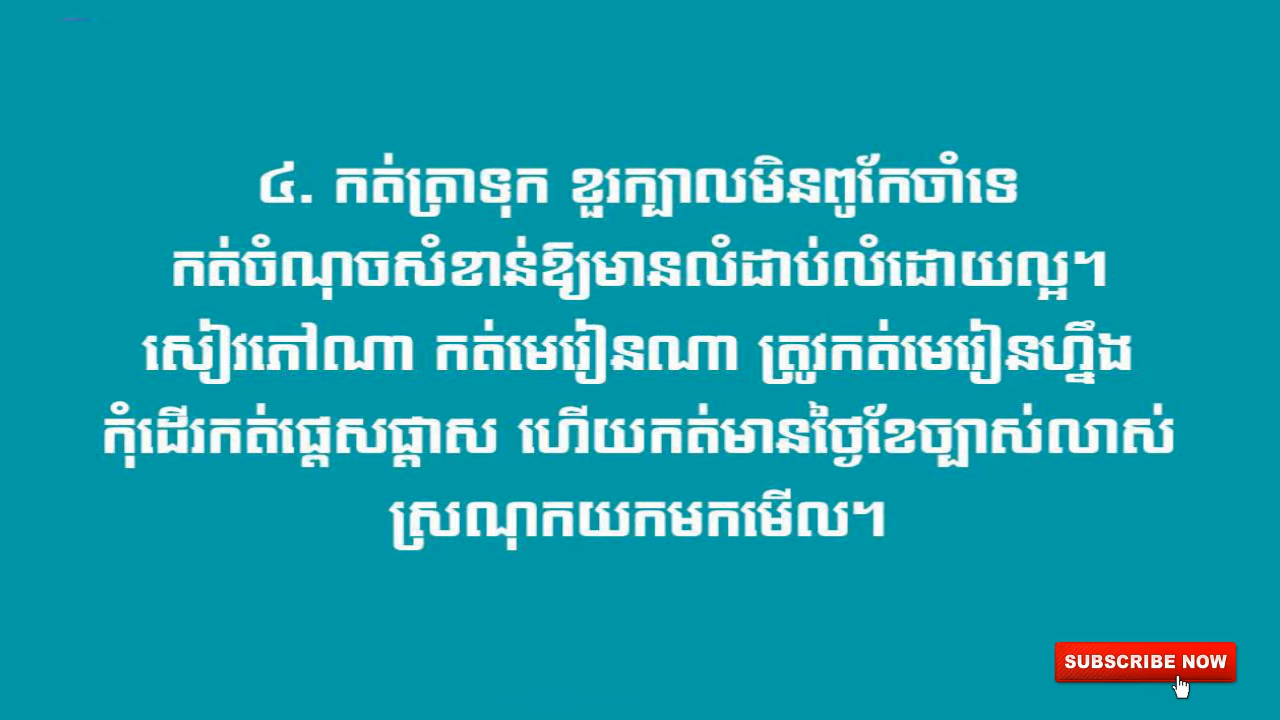 ៤. កត់ត្រាទុក ខួរក្បាលមិនពូកែចាំទេ
កត់ចំណុចសំខាន់ឱ្យមានលំដាប់លំដោយល្អ។
សៀវភៅណា កត់មេរៀនណា ត្រូវកត់មេរៀនហ្នឹង
កុំដើរកត់ផ្ដេសផ្ដាស ហើយកត់មានថ្ងៃខែច្បាស់លាស់
ស្រណុកយកមកមើល។
SUBSCRIBE NOW